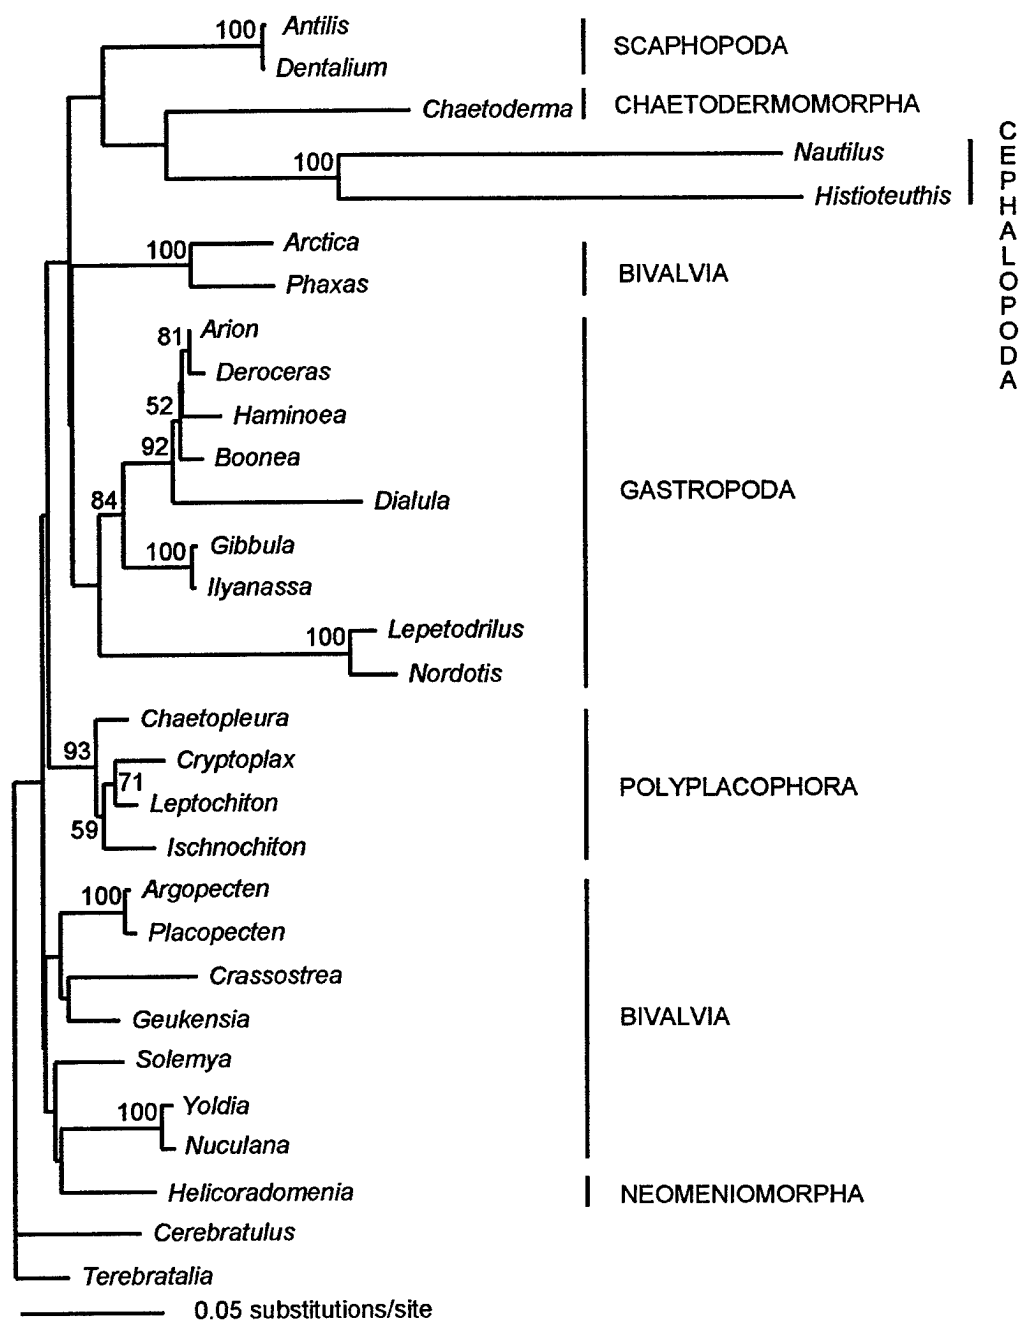 100 Antilis
Dentalium
SCAPHOPODA
Chaetoderma
CHAETODERMOMORPHA
100 Nautilus
Histioteuthis
CEPHALOPODA
100 Arctica
Phaxas
BIVALVIA
81 Arion
Deroceras
52 Haminoea
92 Boonea
84 Dialula
GASTROPODA
100 Gibbula
Ilyanassa
100 Lepetodrilus
Nordotis
Chaetopleura
93 Cryptoplax
71
Leptochiton
59 Ischnochiton
POLYPLACOPHORA
100 Argopecten
Placopecten
Crassostrea
Geukensia
BIVALVIA
Solemya
100 Yoldia
Nuculana
Helicoradomenia
NEOMENIOMORPHA
Cerebratulus
Terebratalia
0.05 substitutions/site